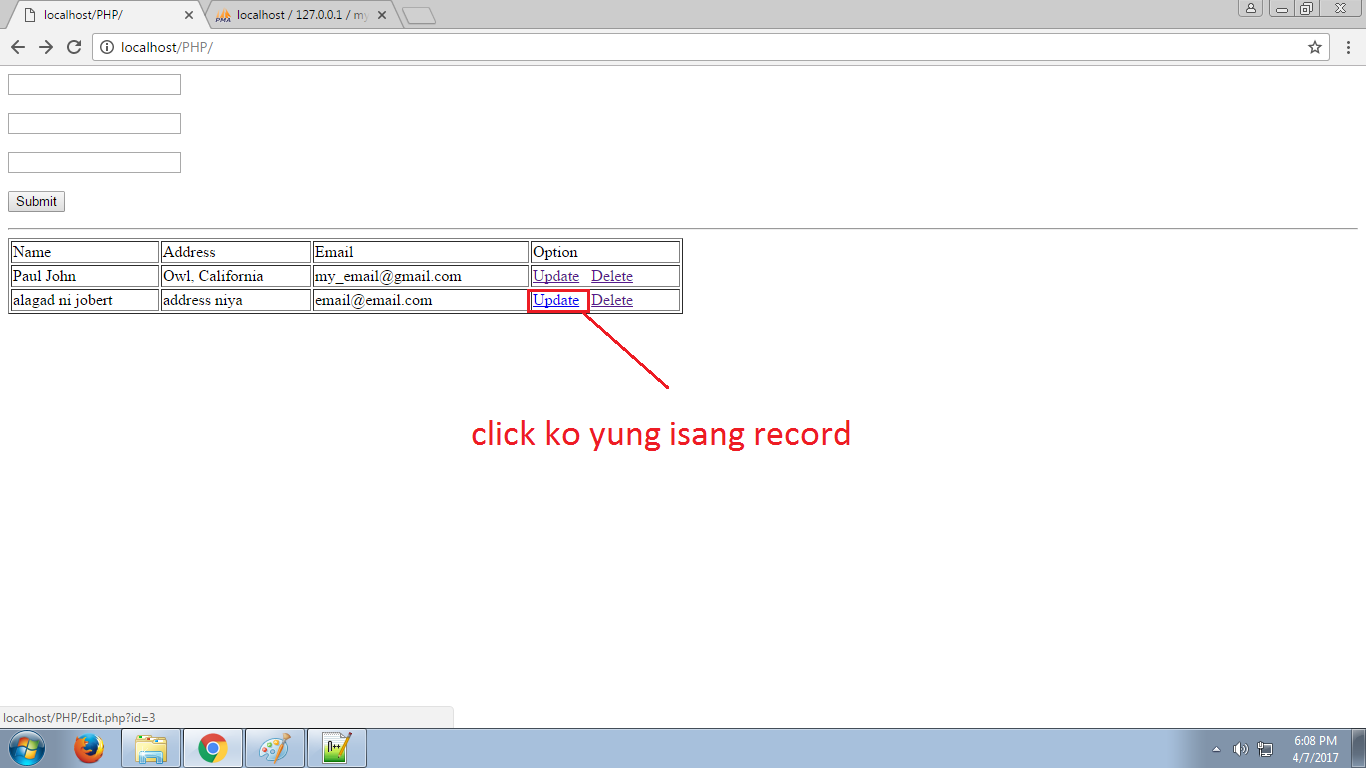 localhost/PHP/
localhost / 127.0.0.1 / my
localhost/PHP/
Submit
Name Address Email Option
Paul John Owl, California my_email@gmail.com Update Delete
alagad ni jobert address niya email@email.com Update Delete
click ko yung isang record
localhost/PHP/Edit.php?id=3
6:08 PM
4/7/2017